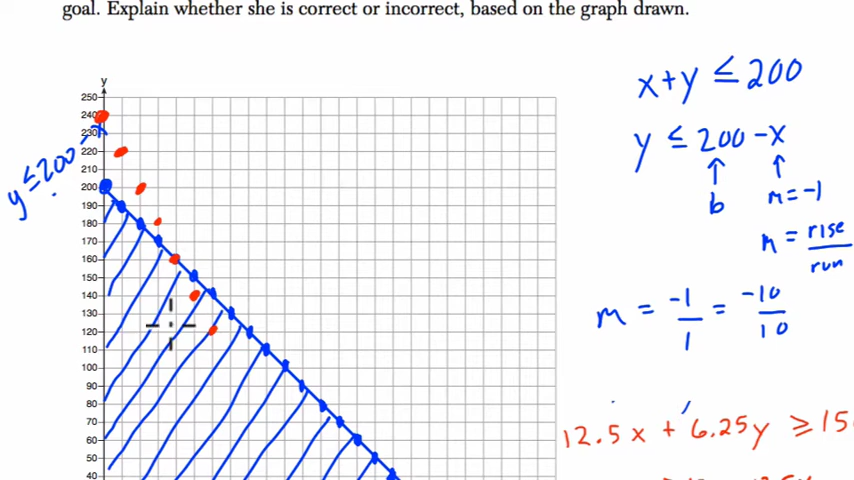 goal. Explain whether she is correct or incorrect, based on the graph drawn.
y
250
240
230
220
210
200
190
180
170
160
150
140
130
120
110
100
90
80
70
60
50
40
y ≤ 200 - x
x+y ≤ 200
y ≤ 200 - x
b
m = -1
m = rise/run
m = -1/1 = -10/10
12.5x + 6.25y ≥ 15